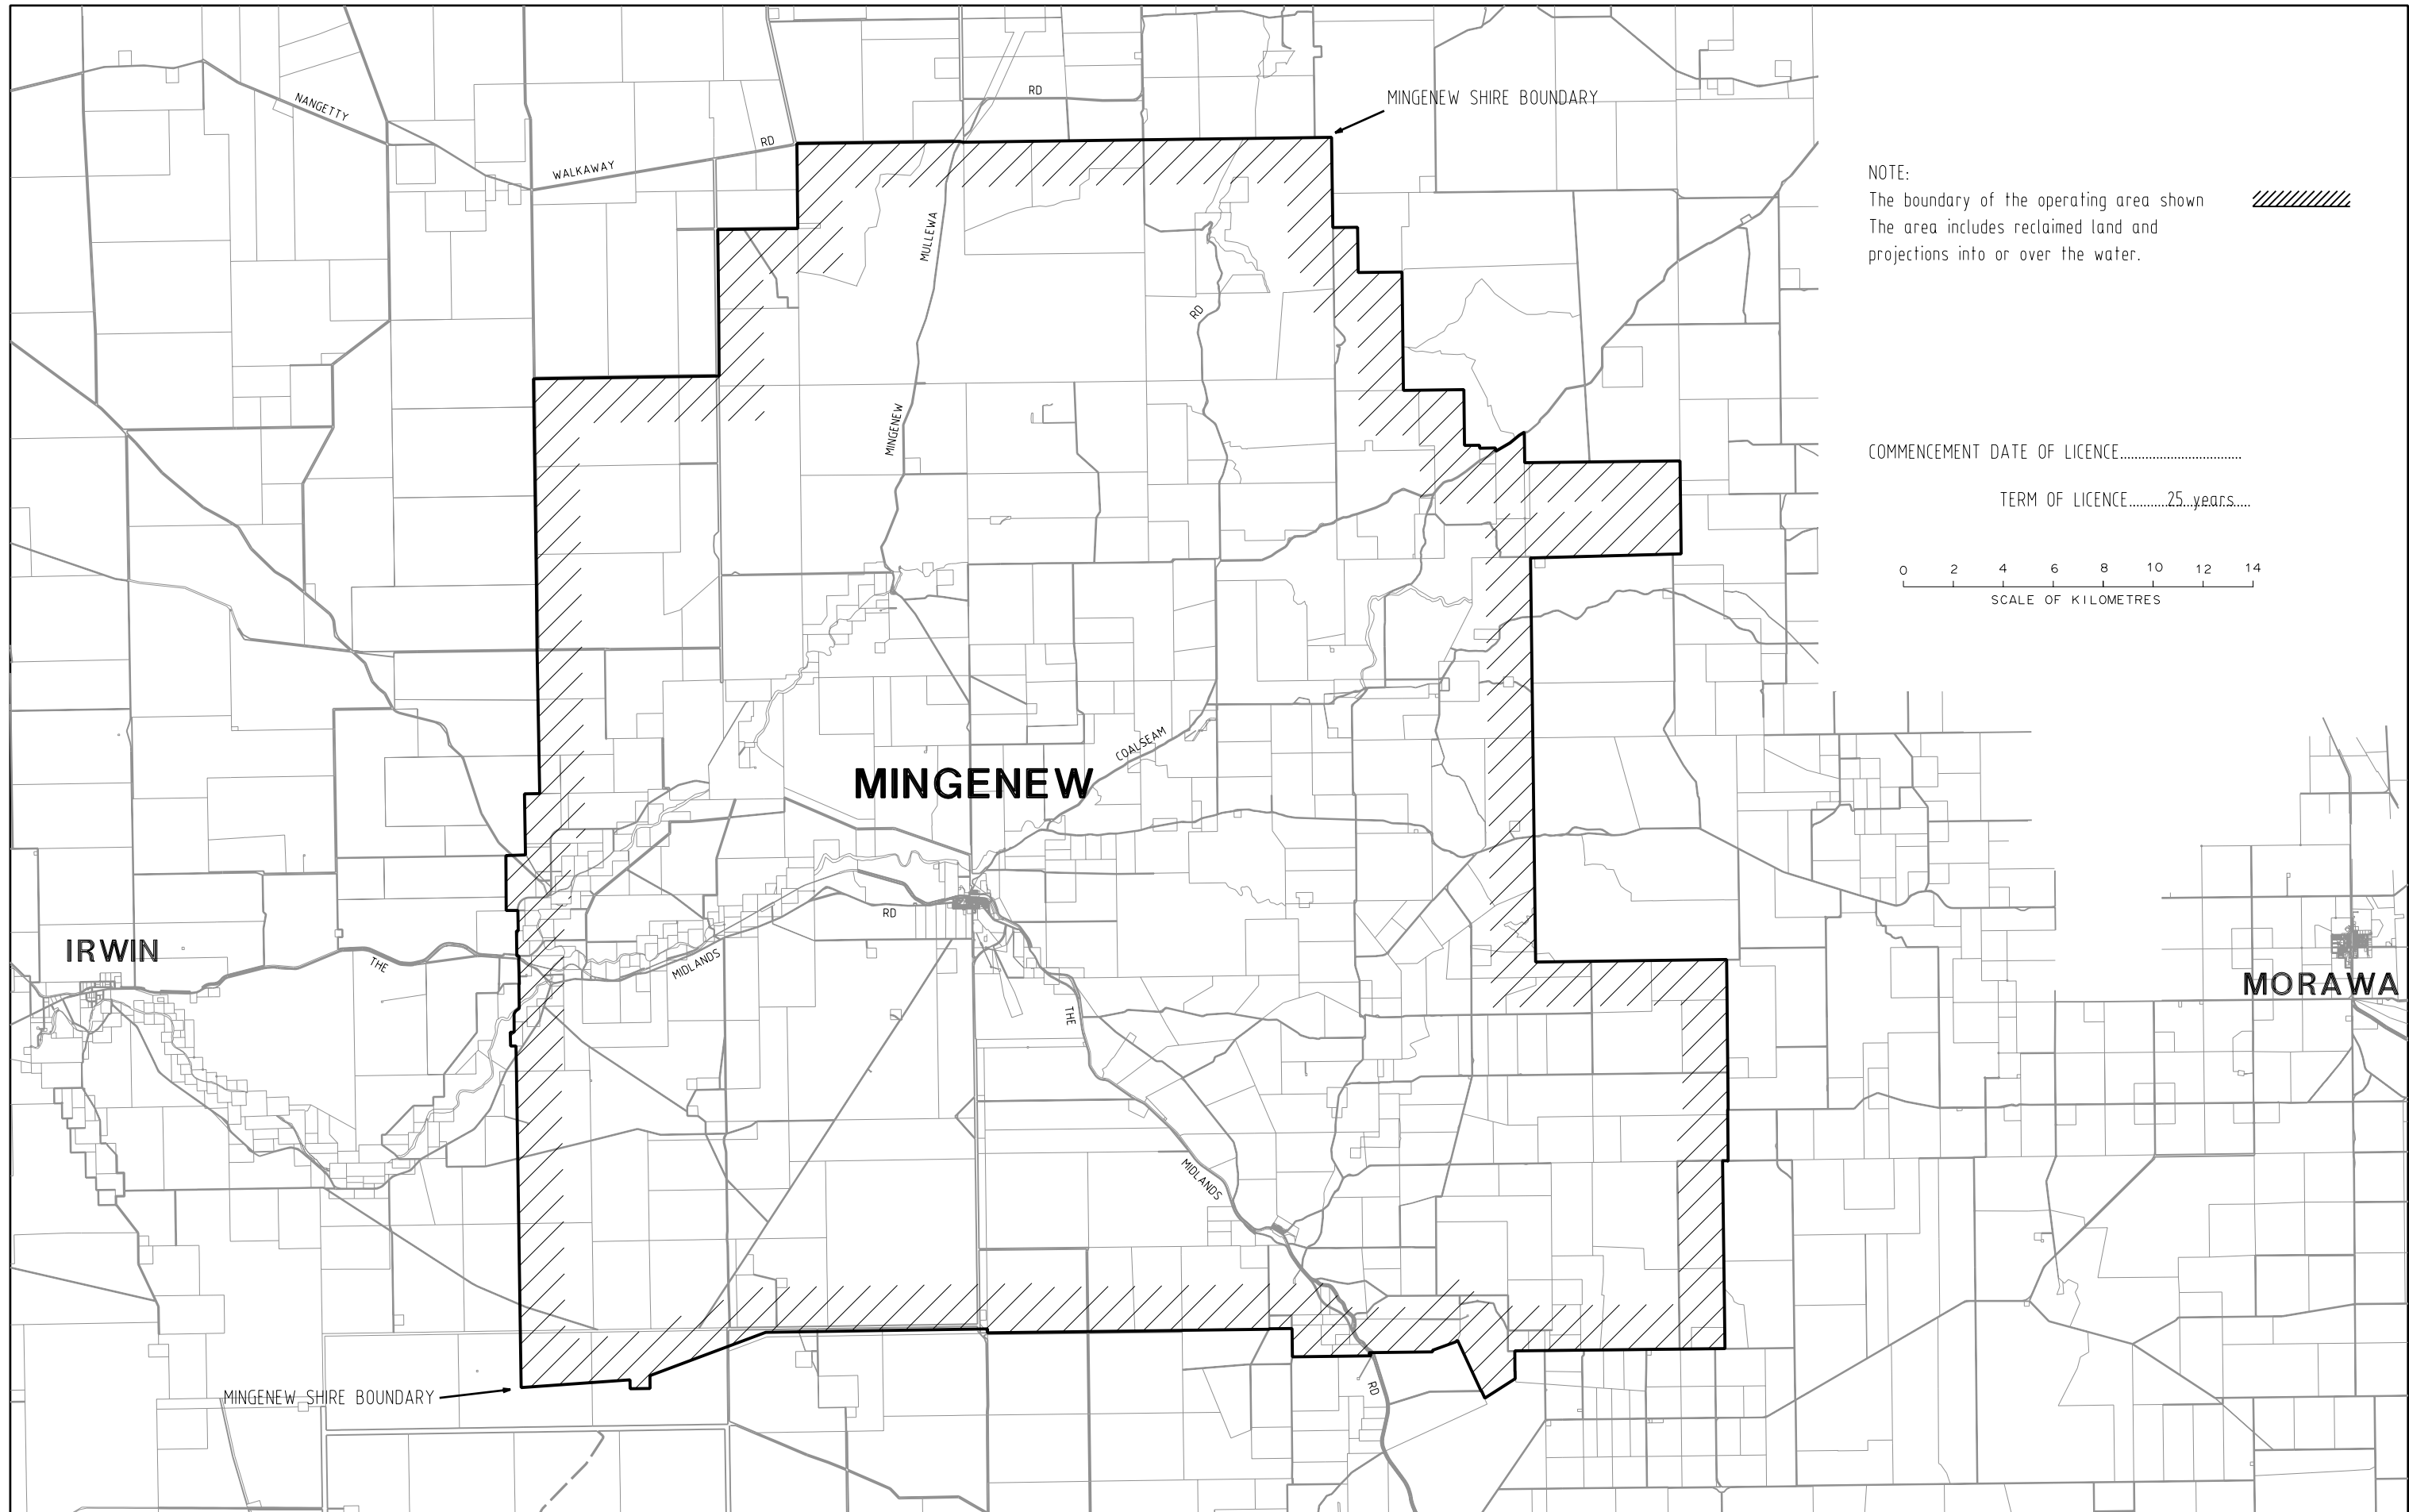 RD
MINGENEW SHIRE BOUNDARY
NANGETTY
RD
WALKAWAY
NOTE:
The boundary of the operating area shown
The area includes reclaimed land and
projections into or over the water.
MULLEWA
RD
MINGENEW
COMMENCEMENT DATE OF LICENCE................................
TERM OF LICENCE..........25 years....
0 2 4 6 8 10 12 14
SCALE OF KILOMETRES
COALSEAM
MINGENEW
RD
IRWIN
THE
MIDLANDS
MORAWA
THE
MIDLANDS
RD
MINGENEW SHIRE BOUNDARY